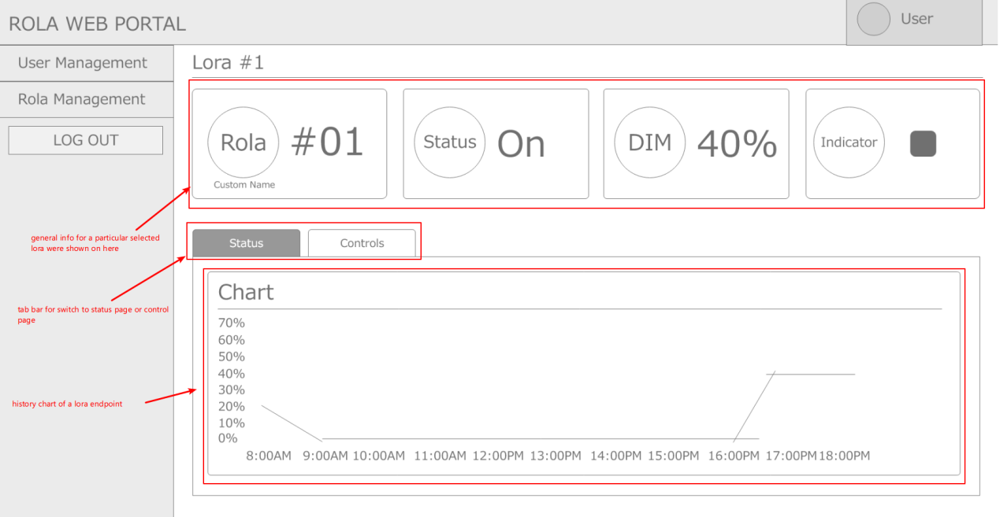 ROLA WEB PORTAL
User
User Management
Rola Management
LOG OUT
Lora #1
Rola
#01
Custom Name
Status
On
DIM
40%
Indicator
general info for a particular selected
lora were shown on here
Status
Controls
tab bar for switch to status page or control
page
Chart
70%
60%
50%
40%
30%
20%
10%
0%
8:00AM 9:00AM 10:00AM 11:00AM 12:00PM 13:00PM 14:00PM 15:00PM 16:00PM 17:00PM 18:00PM
history chart of a lora endpoint